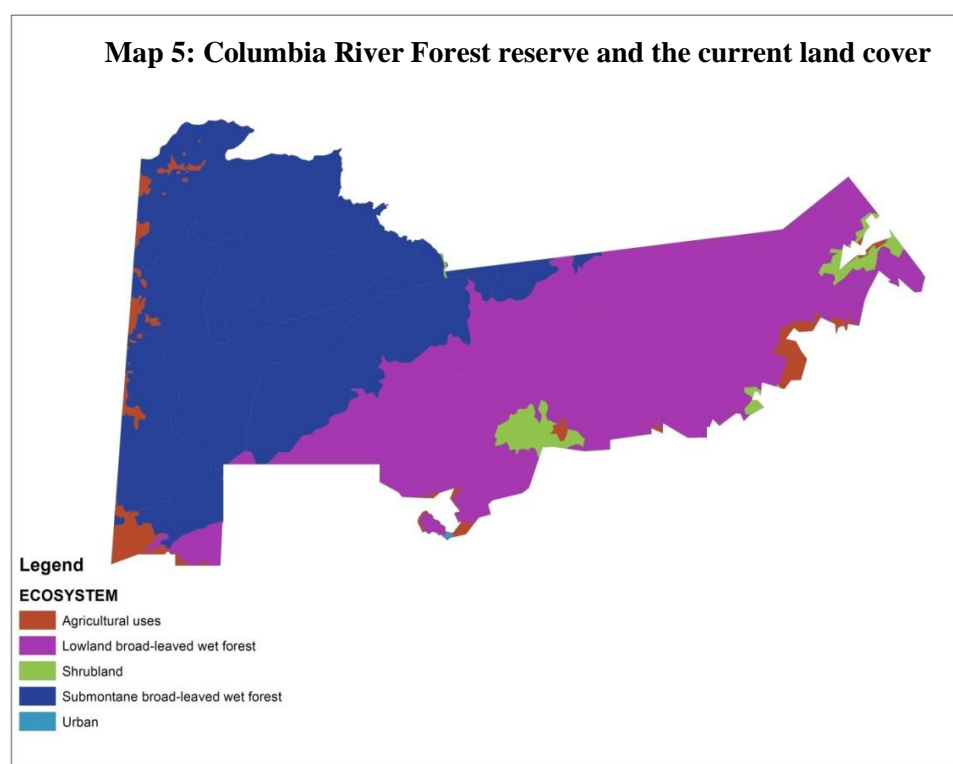 Map 5: Columbia River Forest reserve and the current land cover
Legend
ECOSYSTEM
Agricultural uses
Lowland broad-leaved wet forest
Shrubland
Submontane broad-leaved wet forest
Urban